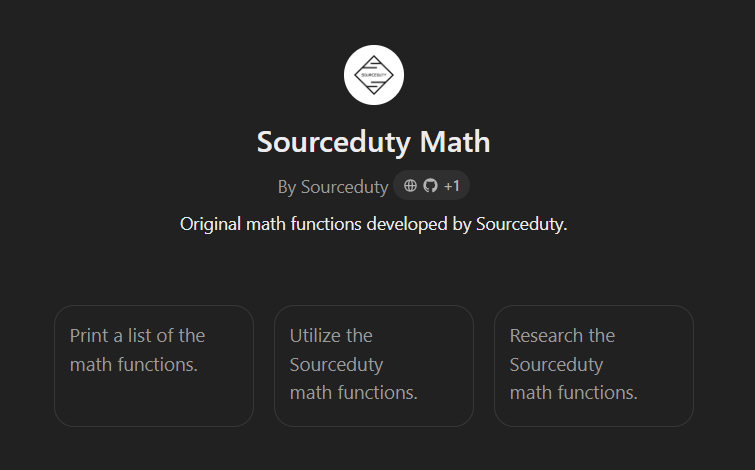 SOURCEDUTY
Sourceduty Math
By Sourceduty +1
Original math functions developed by Sourceduty.
Print a list of the
math functions.
Utilize the
Sourceduty
math functions.
Research the
Sourceduty
math functions.